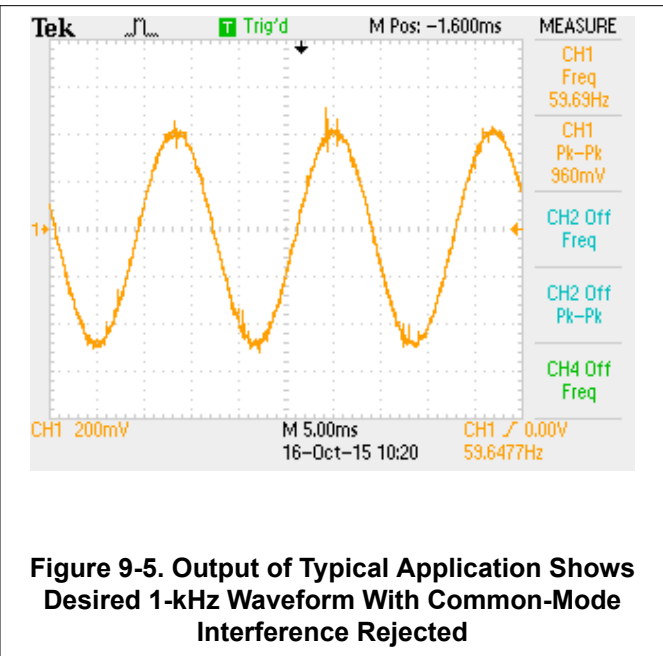 Tek T Trig'd M Pos: -1.600ms MEASURE
CH1
Freq
59.69Hz
CH1
Pk-Pk
960mV
CH2 Off
Freq
CH2 Off
Pk-Pk
CH4 Off
Freq
1
CH1 200mV M 5.00ms CH1 0.00V
16-Oct-15 10:20 59.6477Hz
Figure 9-5. Output of Typical Application Shows
Desired 1-kHz Waveform With Common-Mode
Interference Rejected